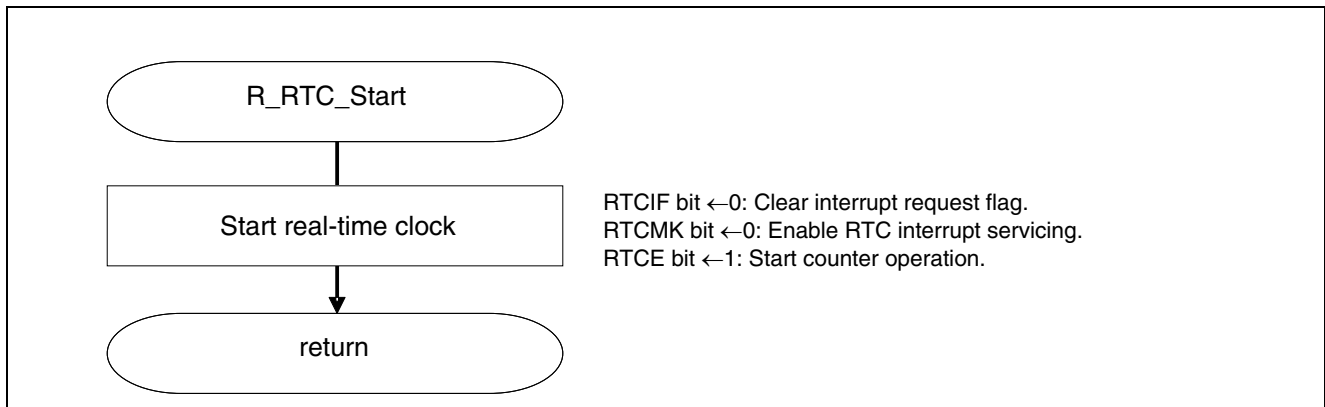 R_RTC_Start
Start real-time clock
RTCIF bit ←0: Clear interrupt request flag.
RTCMK bit ←0: Enable RTC interrupt servicing.
RTCE bit ←1: Start counter operation.
return